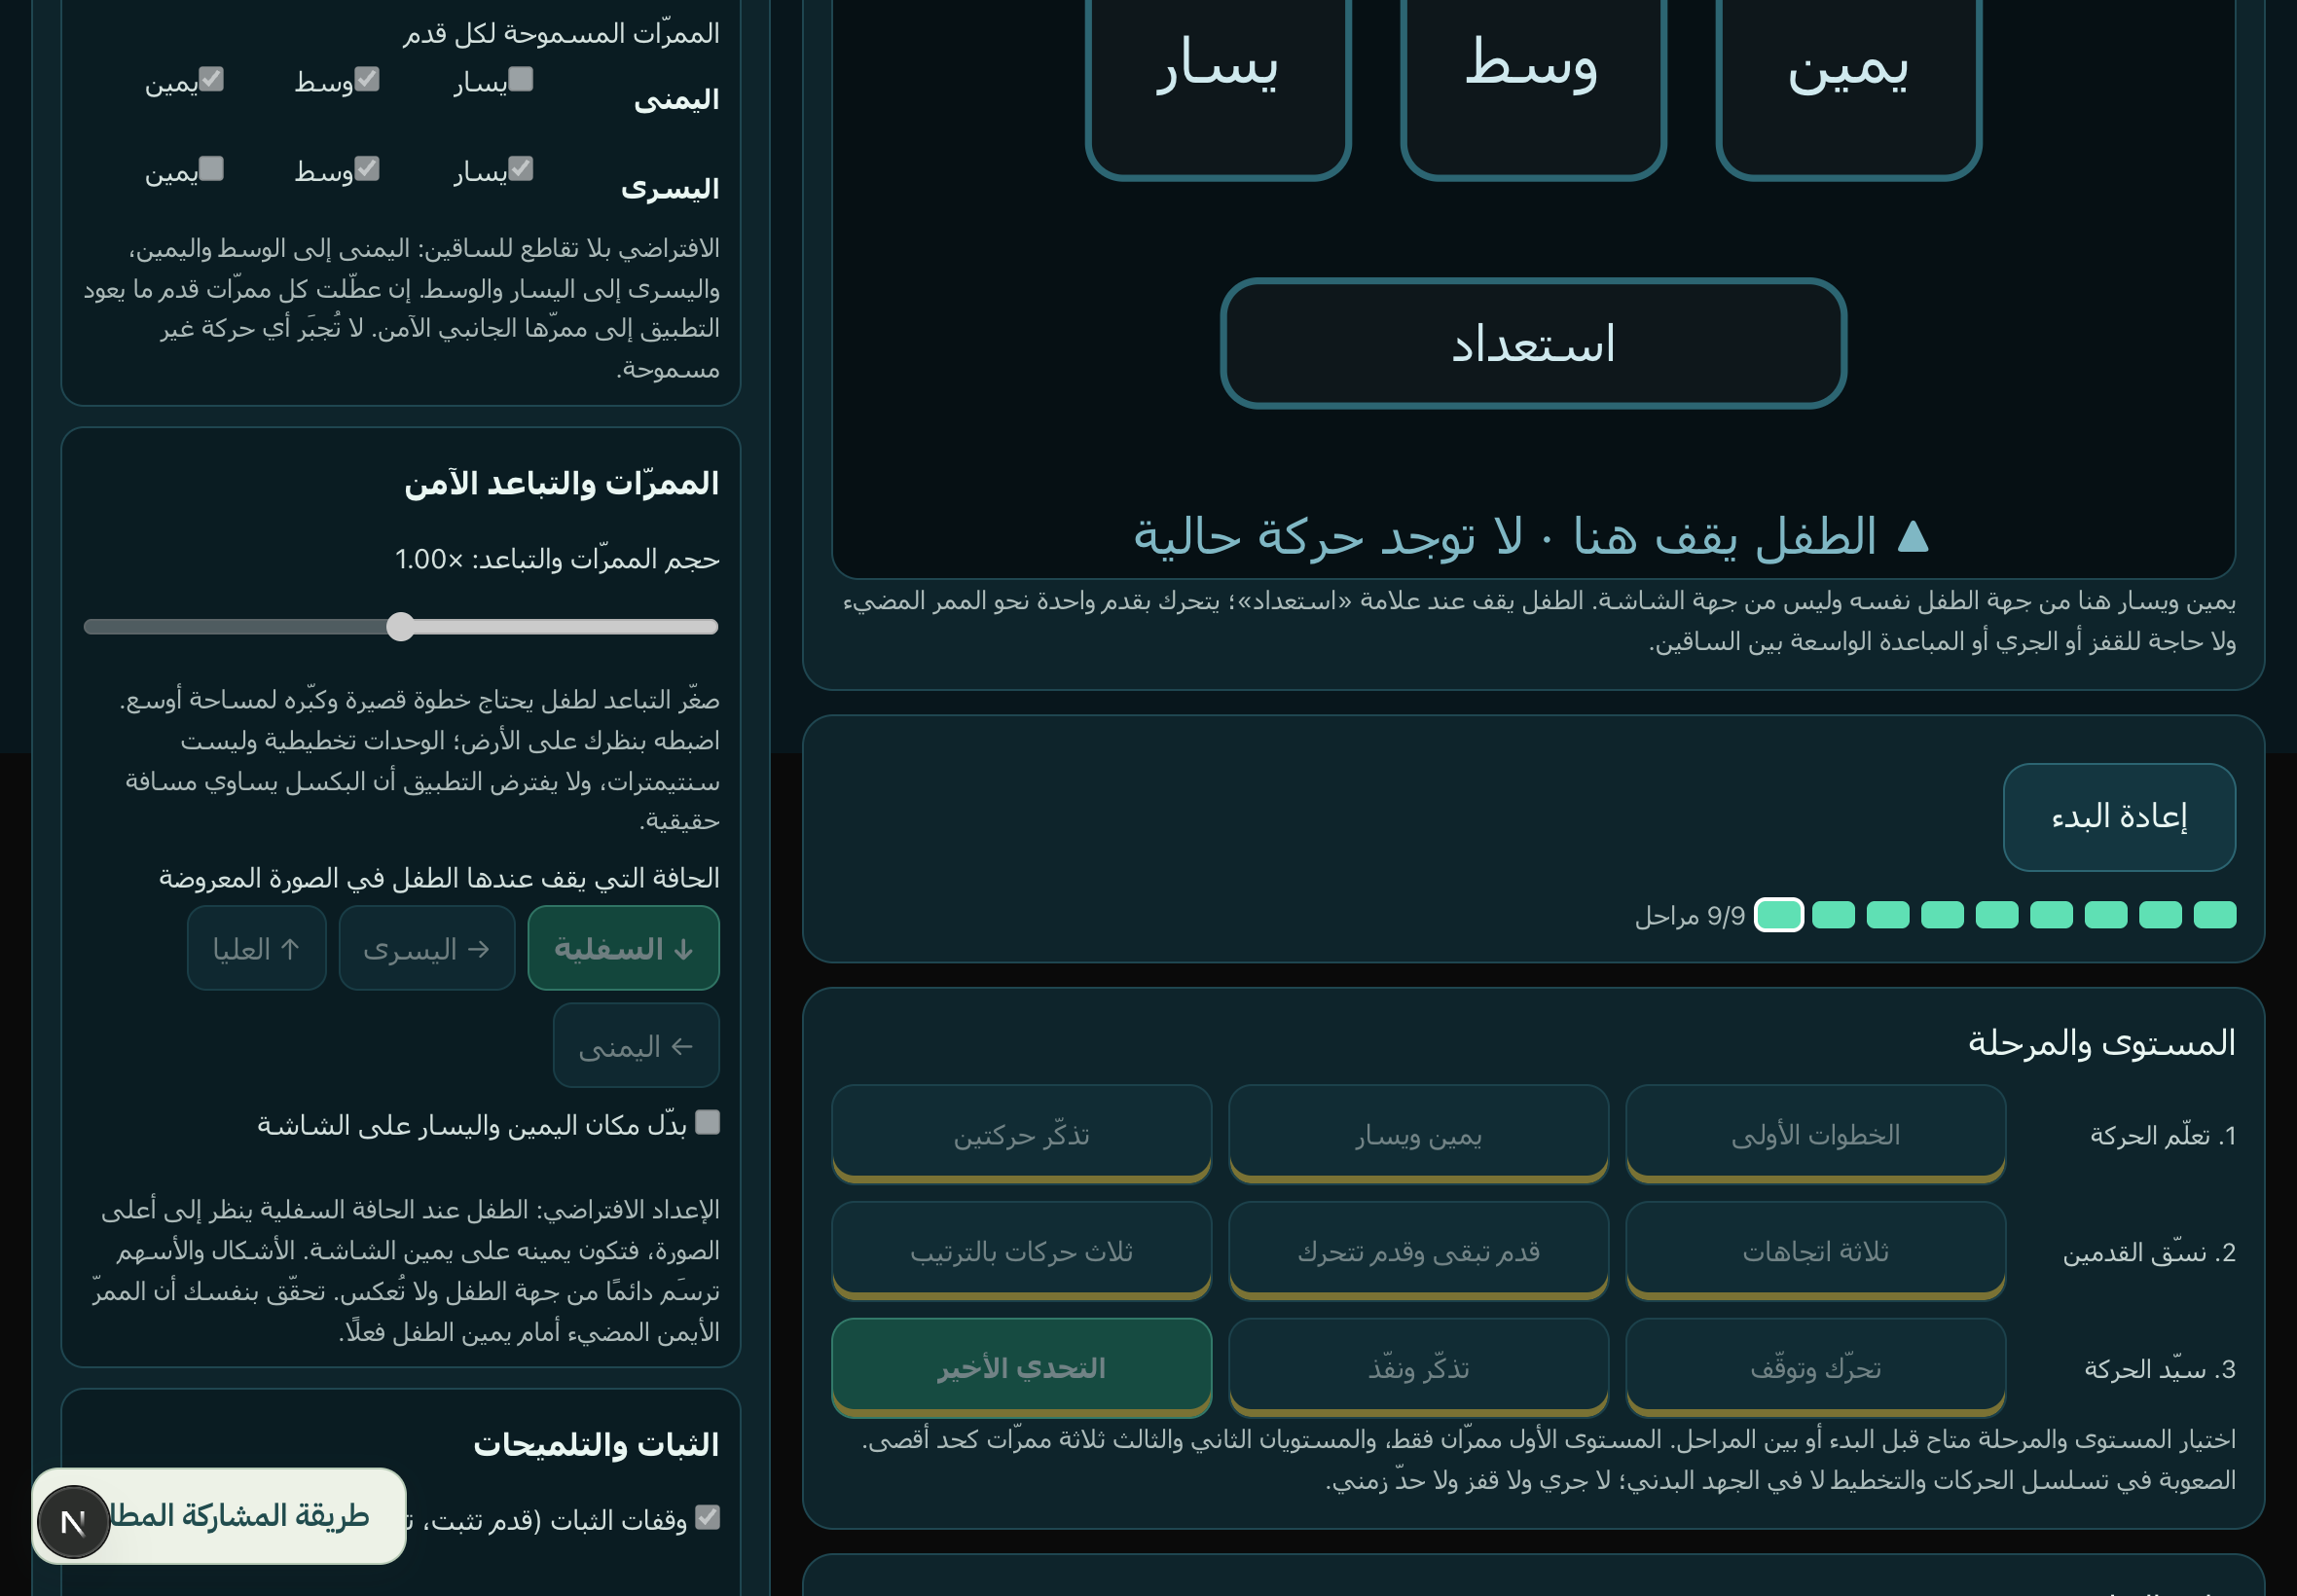 يمين
وسط
يسار
استعداد
▲ الطفل يقف هنا · لا توجد حركة حالية
يمين ويسار هنا من جهة الطفل نفسه وليس من جهة الشاشة. الطفل يقف عند علامة «استعداد»؛ يتحرك بقدم واحدة نحو الممر المضيء
ولا حاجة للقفز أو الجري أو المباعدة الواسعة بين الساقين.
إعادة البدء
9/9 مراحل
المستوى والمرحلة
1. تعلّم الحركة
الخطوات الأولى
يمين ويسار
تذكّر حركتين
2. نسّق القدمين
ثلاثة اتجاهات
قدم تبقى وقدم تتحرك
ثلاث حركات بالترتيب
3. سيّد الحركة
تحرّك وتوقّف
تذكّر ونفّذ
التحدي الأخير
اختيار المستوى والمرحلة متاح قبل البدء أو بين المراحل. المستوى الأول ممرّان فقط، والمستويان الثاني والثالث ثلاثة ممرّات كحد أقصى.
الصعوبة في تسلسل الحركات والتخطيط لا في الجهد البدني؛ لا جري ولا قفز ولا حدّ زمني.
الممرّات المسموحة لكل قدم
اليمنى
يسار
وسط
يمين
اليسرى
يسار
وسط
يمين
الافتراضي بلا تقاطع للساقين: اليمنى إلى الوسط واليمين،
واليسرى إلى اليسار والوسط. إن عطّلت كل ممرّات قدم ما يعود
التطبيق إلى ممرّها الجانبي الآمن. لا تُجبَر أي حركة غير
مسموحة.
الممرّات والتباعد الآمن
حجم الممرّات والتباعد: ×1.00
صغّر التباعد لطفل يحتاج خطوة قصيرة وكبّره لمساحة أوسع.
اضبطه بنظرك على الأرض؛ الوحدات تخطيطية وليست
سنتيمترات، ولا يفترض التطبيق أن البكسل يساوي مسافة
حقيقية.
الحافة التي يقف عندها الطفل في الصورة المعروضة
↓ السفلية
→ اليسرى
↑ العليا
← اليمنى
بدّل مكان اليمين واليسار على الشاشة
الإعداد الافتراضي: الطفل عند الحافة السفلية ينظر إلى أعلى
الصورة، فتكون يمينه على يمين الشاشة. الأشكال والأسهم
ترسَم دائمًا من جهة الطفل ولا تُعكس. تحقّق بنفسك أن الممرّ
الأيمن المضيء أمام يمين الطفل فعلًا.
الثبات والتلميحات
وقفات الثبات (قدم تثبت،
طريقة المشاركة
N